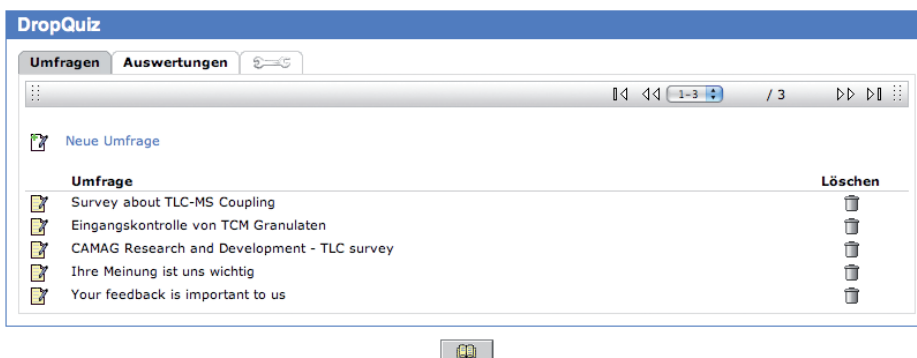 DropQuiz
Umfragen Auswertungen
1-3 / 3
Neue Umfrage
Umfrage Löschen
Survey about TLC-MS Coupling
Eingangskontrolle von TCM Granulaten
CAMAG Research and Development - TLC survey
Ihre Meinung ist uns wichtig
Your feedback is important to us